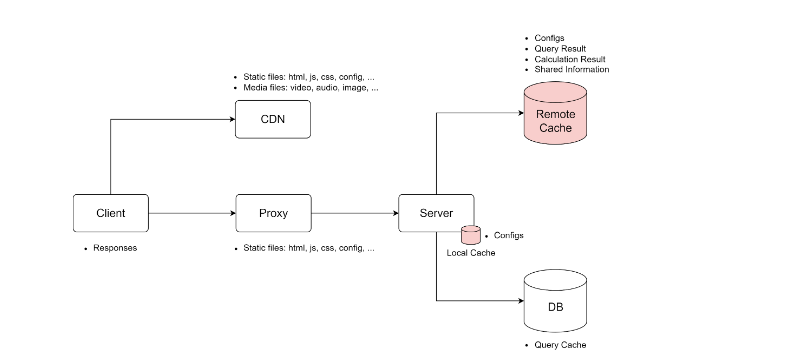 • Configs
• Query Result
• Calculation Result
• Shared Information
• Static files: html, js, css, config, ...
• Media files: video, audio, image, ...
CDN
Remote
Cache
Client
Proxy
Server
• Responses
• Static files: html, js, css, config, ...
• Configs
Local Cache
DB
• Query Cache